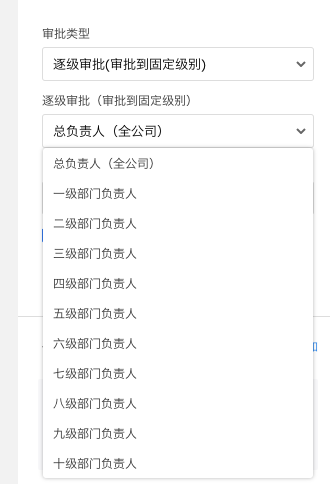 审批类型
逐级审批(审批到固定级别)
逐级审批（审批到固定级别）
总负责人（全公司）
总负责人（全公司）
一级部门负责人
二级部门负责人
三级部门负责人
四级部门负责人
五级部门负责人
六级部门负责人
七级部门负责人
八级部门负责人
九级部门负责人
十级部门负责人